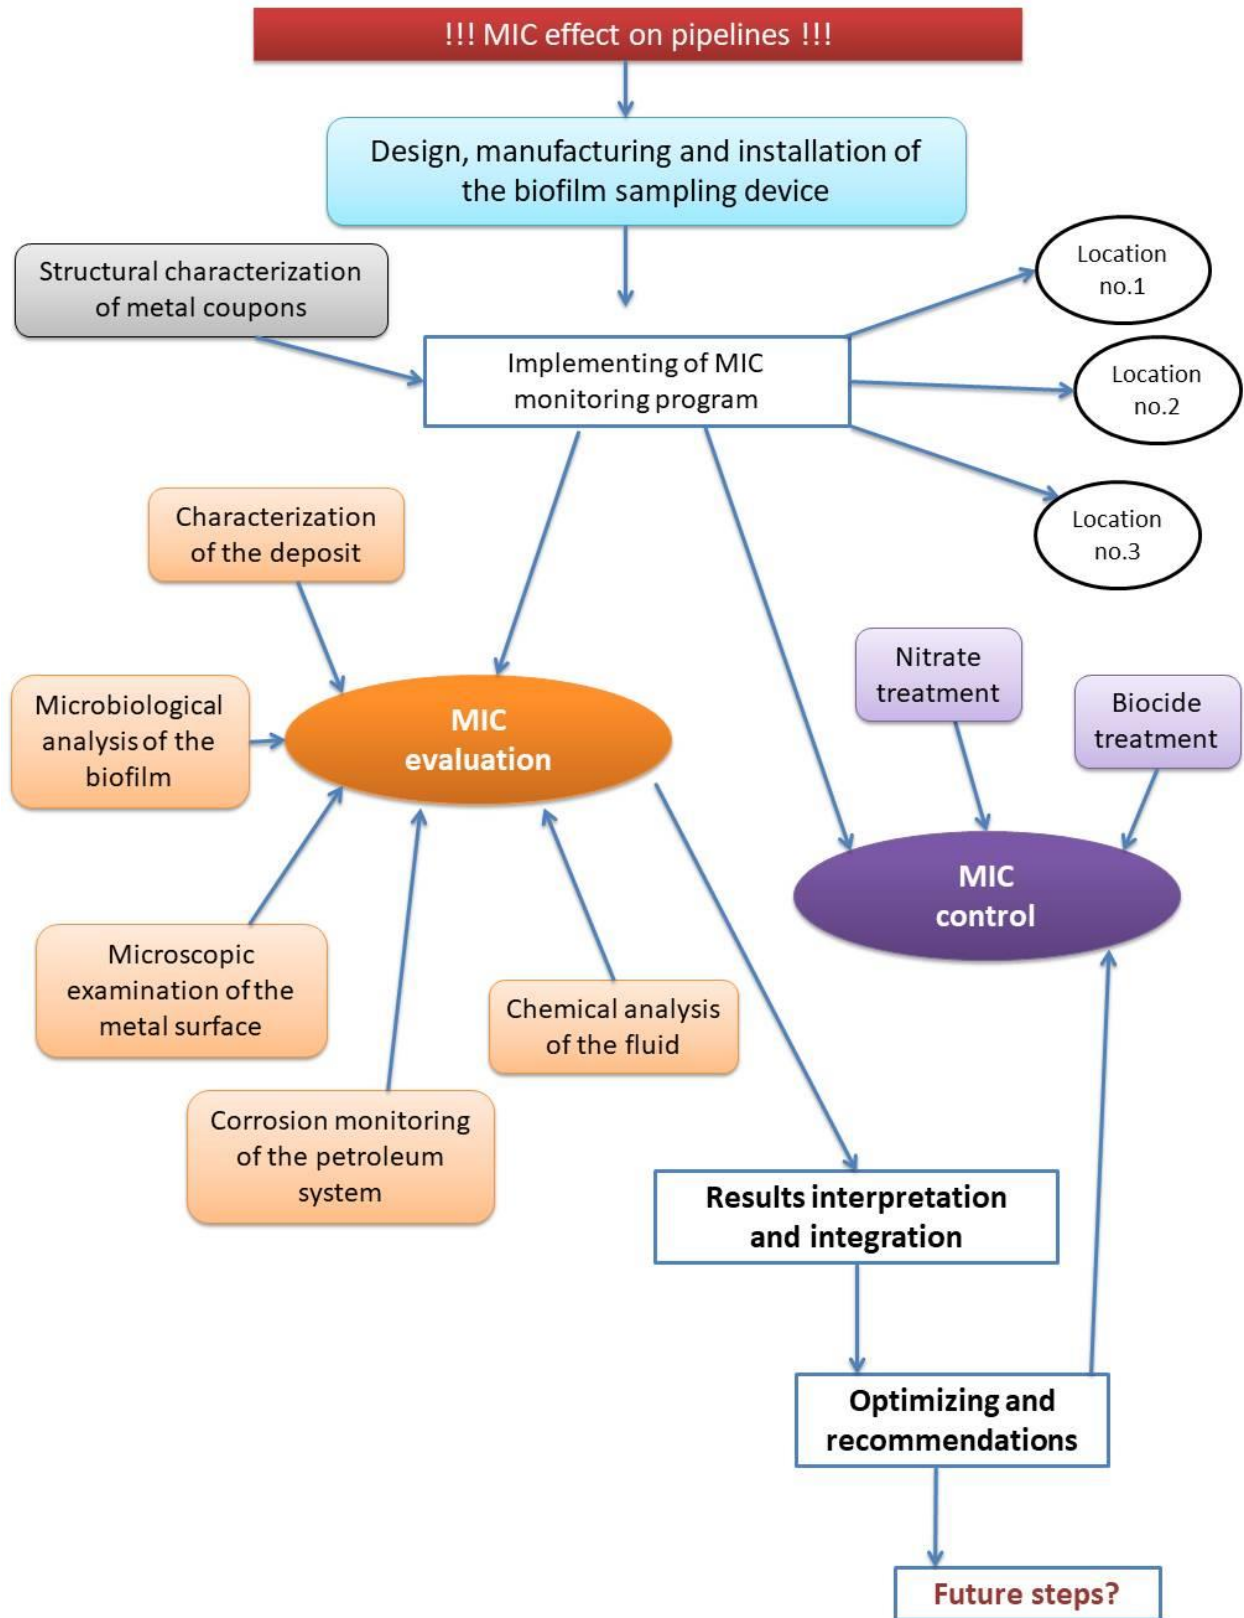 !!! MIC effect on pipelines !!!
Design, manufacturing and installation of
the biofilm sampling device
Structural characterization
of metal coupons
Implementing of MIC
monitoring program
Location
no.1
Location
no.2
Location
no.3
Characterization
of the deposit
Microbiological
analysis of the
biofilm
MIC
evaluation
Nitrate
treatment
Biocide
treatment
MIC
control
Microscopic
examination of the
metal surface
Chemical analysis
of the fluid
Corrosion monitoring
of the petroleum
system
Results interpretation
and integration
Optimizing and
recommendations
Future steps?